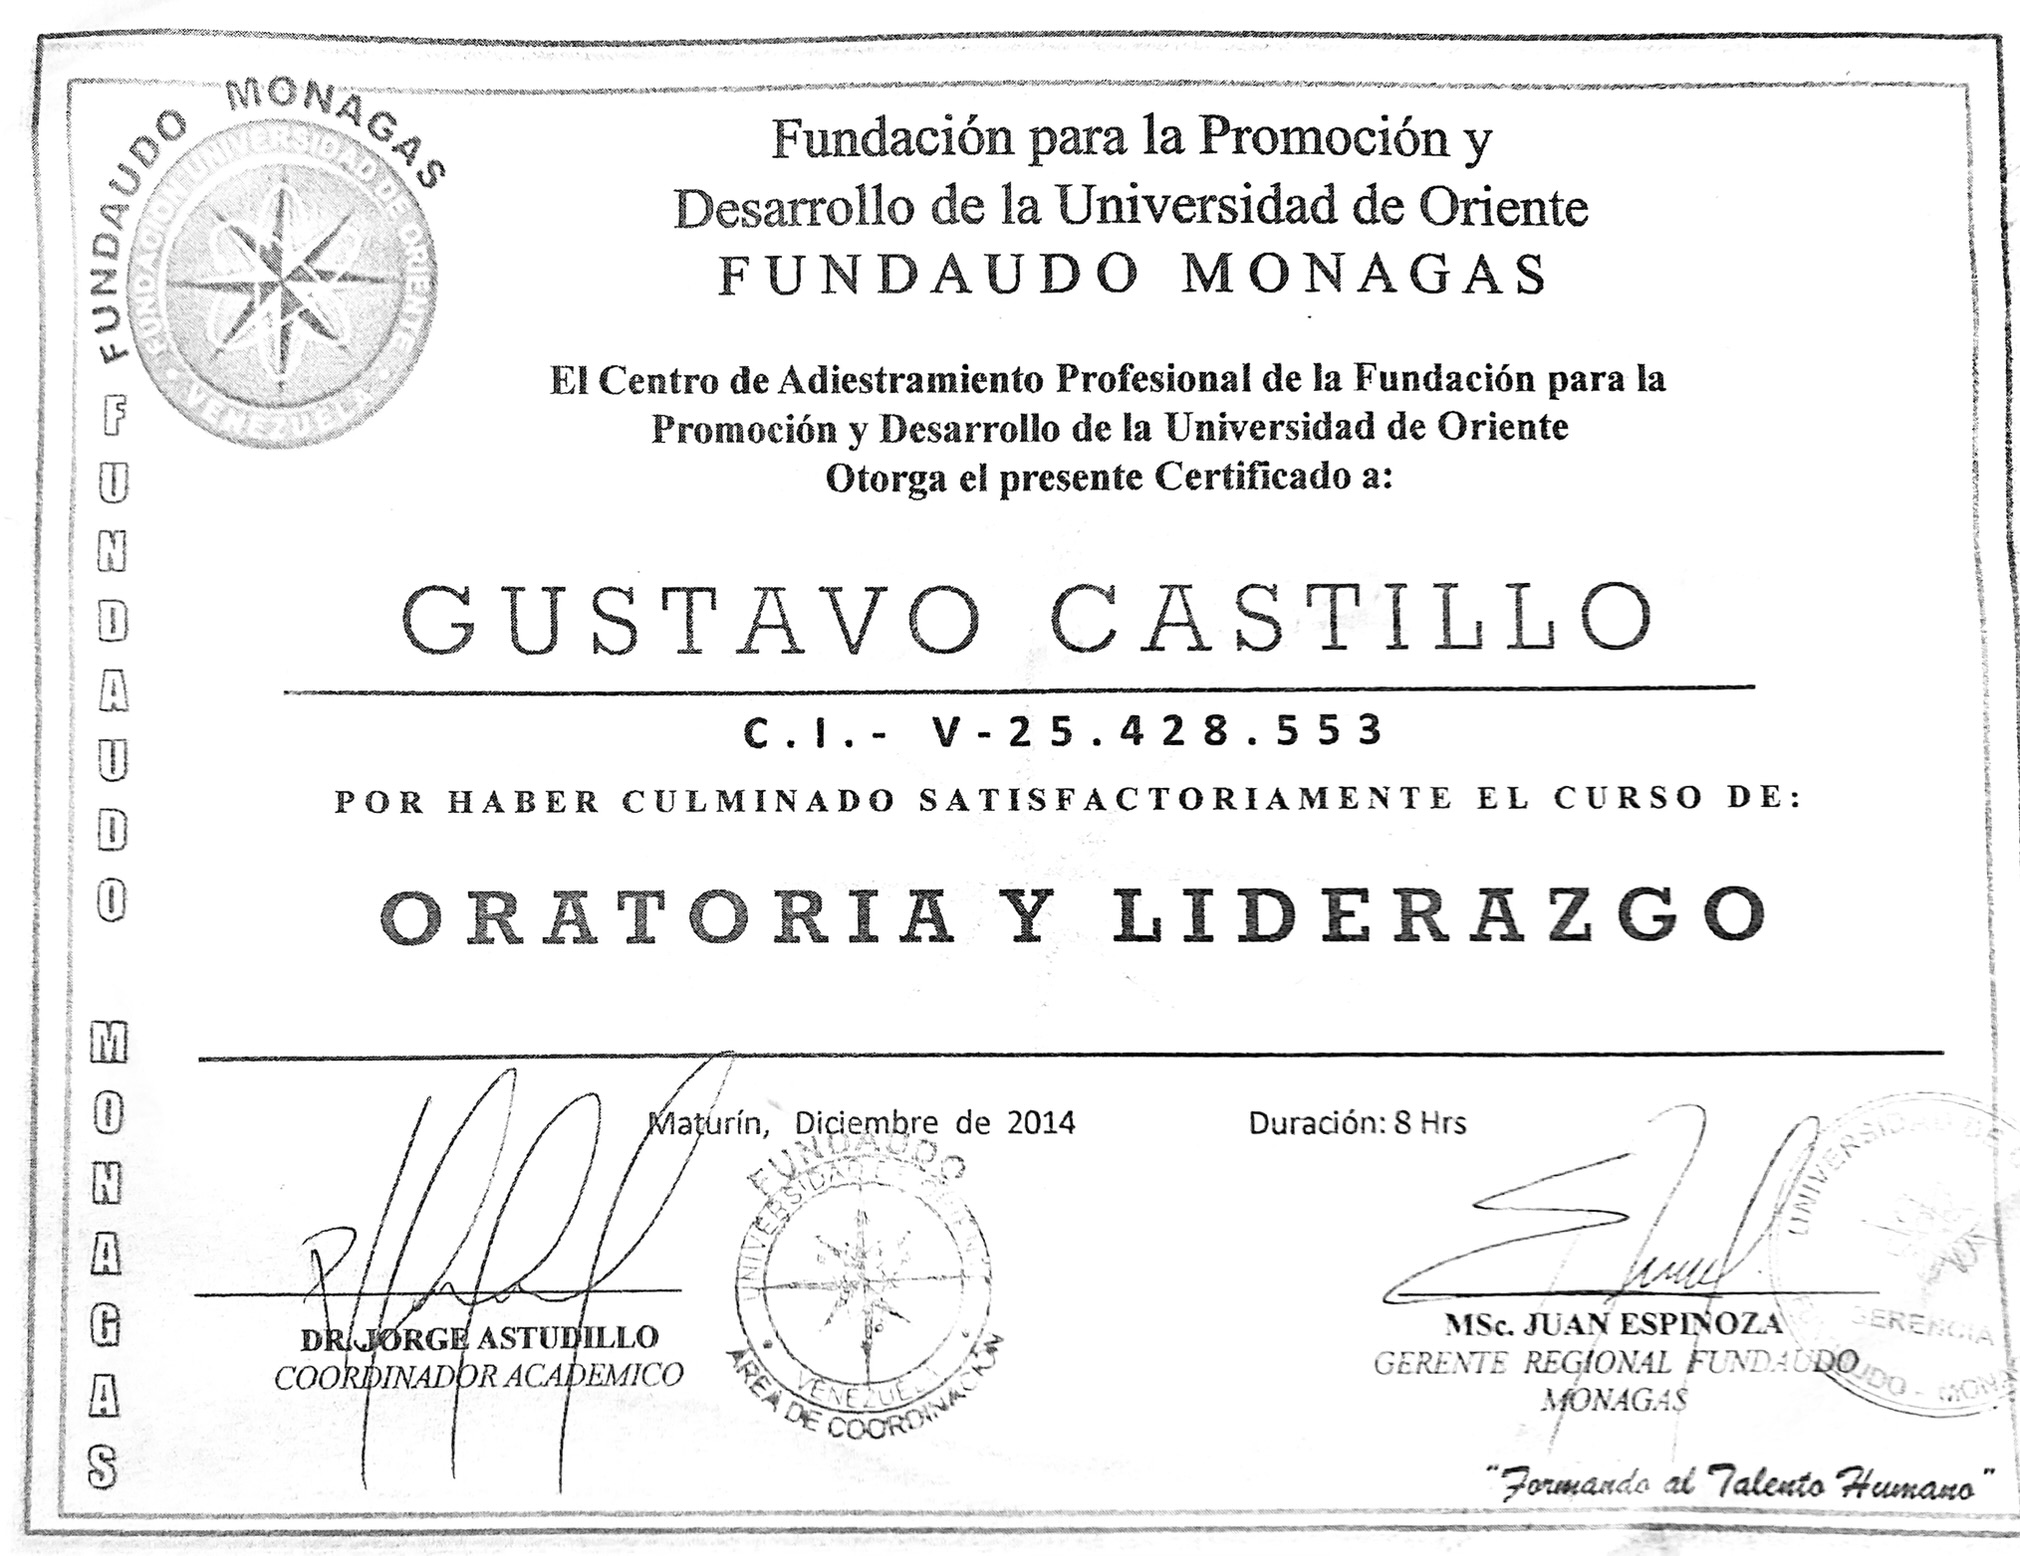 FUNDAUDO MONAGAS
FUNDACION UNIVERSIDAD DE ORIENTE
VENEZUELA
Fundación para la Promoción y
Desarrollo de la Universidad de Oriente
FUNDAUDO MONAGAS
El Centro de Adiestramiento Profesional de la Fundación para la
Promoción y Desarrollo de la Universidad de Oriente
Otorga el presente Certificado a:
GUSTAVO CASTILLO
C.I.- V-25.428.553
POR HABER CULMINADO SATISFACTORIAMENTE EL CURSO DE:
ORATORIA Y LIDERAZGO
FUNDAUDO MONAGAS
Maturín, Diciembre de 2014 Duración: 8 Hrs
FUNDAUDO
UNIVERSIDAD DE ORIENTE
VENEZUELA
ÁREA DE COORDINACIÓN
DR. JORGE ASTUDILLO
COORDINADOR ACADEMICO
MSc. JUAN ESPINOZA
GERENTE REGIONAL FUNDAUDO
MONAGAS
UNIVERSIDAD DE
GERENCIA
"Formando al Talento Humano"